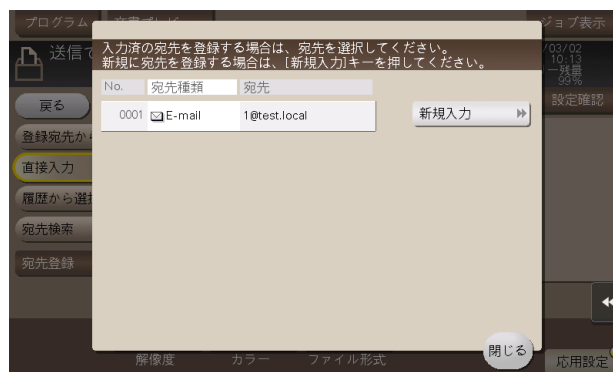 プログラム
ジョブ表示
送信
03/02
10:13
99%
戻る
設定確認
登録宛先か
直接入力
履歴から選
宛先検索
宛先登録
入力済の宛先を登録する場合は、宛先を選択してください。
新規に宛先を登録する場合は、[新規入力]キーを押してください。
No. 宛先種類 宛先
0001 E-mail 1@test.local
新規入力
閉じる
解像度 カラー ファイル形式
応用設定